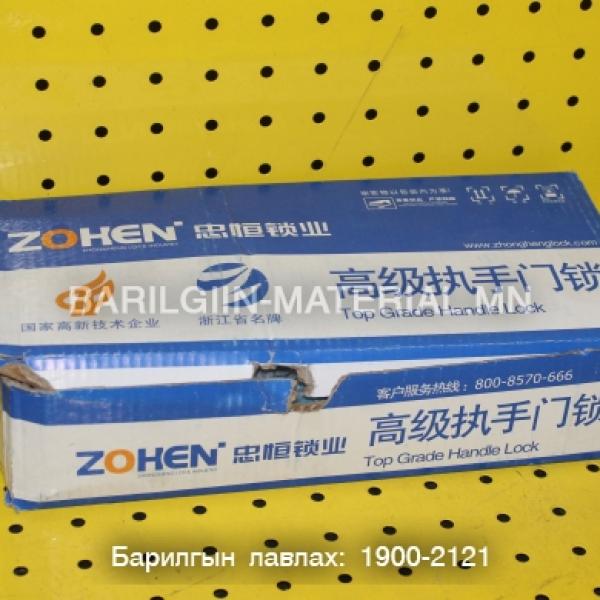 ZOHEN 忠恒锁业
www.zhonghenglock.com
高级执手门锁
Top Grade Handle Lock
BARILGIIN-MATERIAL.MN
国家高新技术企业
浙江省名牌
客户服务热线：800-8570-666
ZOHEN 忠恒锁业
高级执手门锁
Top Grade Handle Lock
Барилгын лавлах: 1900-2121